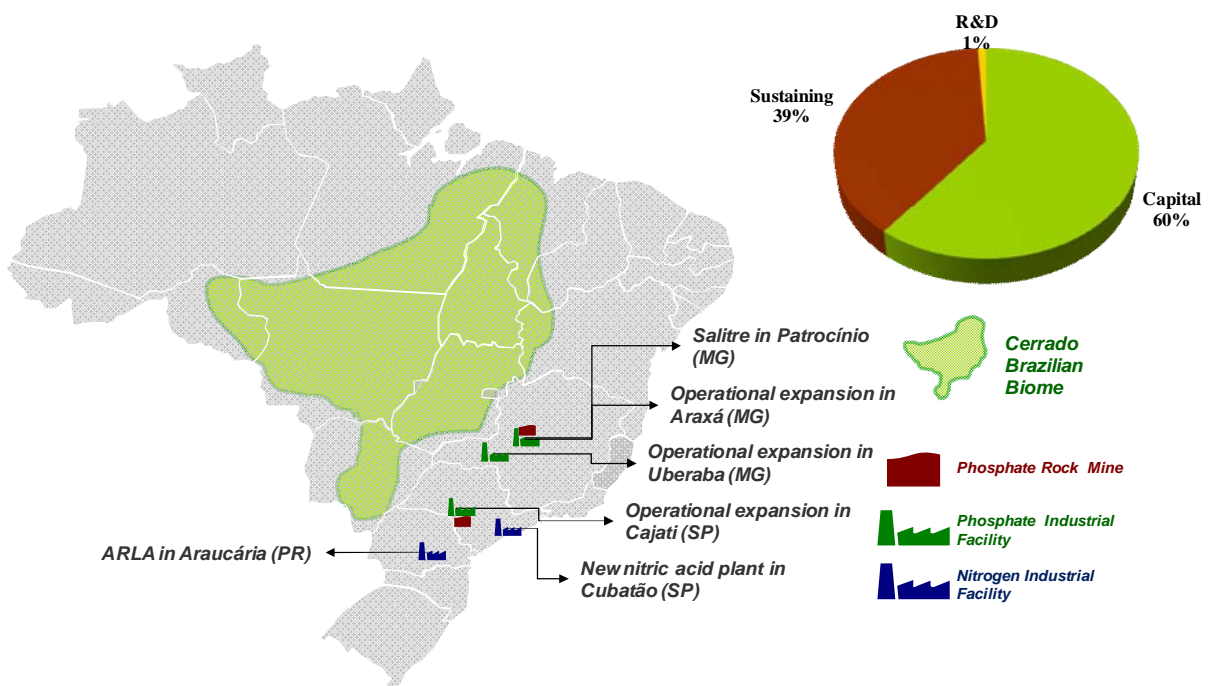 R&D
1%
Sustaining
39%
Capital
60%
Salitre in Patrocínio
(MG)
Operational expansion in
Araxá (MG)
Operational expansion in
Uberaba (MG)
Operational expansion in
Cajati (SP)
New nitric acid plant in
Cubatão (SP)
ARLA in Araucária (PR)
Cerrado
Brazilian
Biome
Phosphate Rock Mine
Phosphate Industrial
Facility
Nitrogen Industrial
Facility